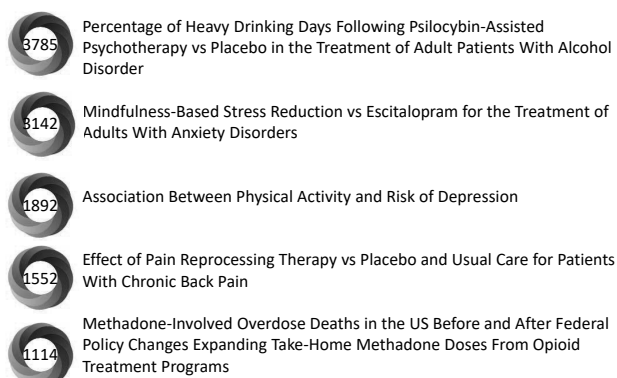 3785
Percentage of Heavy Drinking Days Following Psilocybin-Assisted
Psychotherapy vs Placebo in the Treatment of Adult Patients With Alcohol
Disorder
3142
Mindfulness-Based Stress Reduction vs Escitalopram for the Treatment of
Adults With Anxiety Disorders
1892
Association Between Physical Activity and Risk of Depression
1552
Effect of Pain Reprocessing Therapy vs Placebo and Usual Care for Patients
With Chronic Back Pain
1114
Methadone-Involved Overdose Deaths in the US Before and After Federal
Policy Changes Expanding Take-Home Methadone Doses From Opioid
Treatment Programs